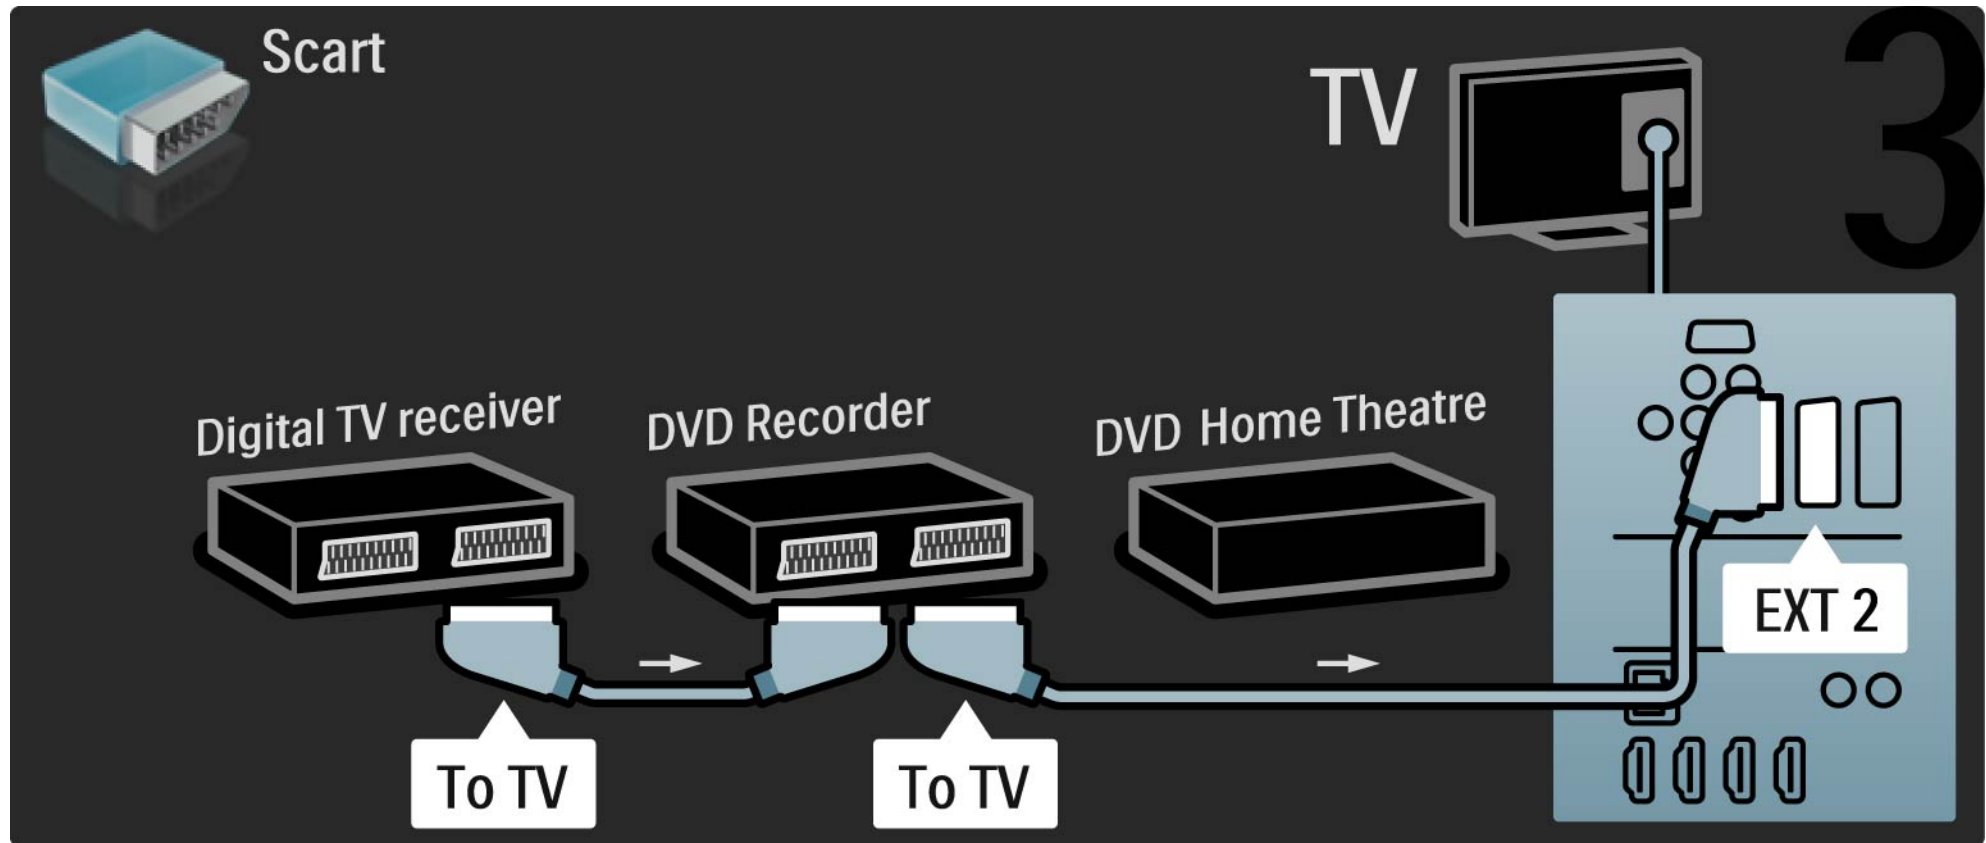 Scart
TV
3
Digital TV receiver
DVD Recorder
DVD Home Theatre
EXT 2
To TV
To TV